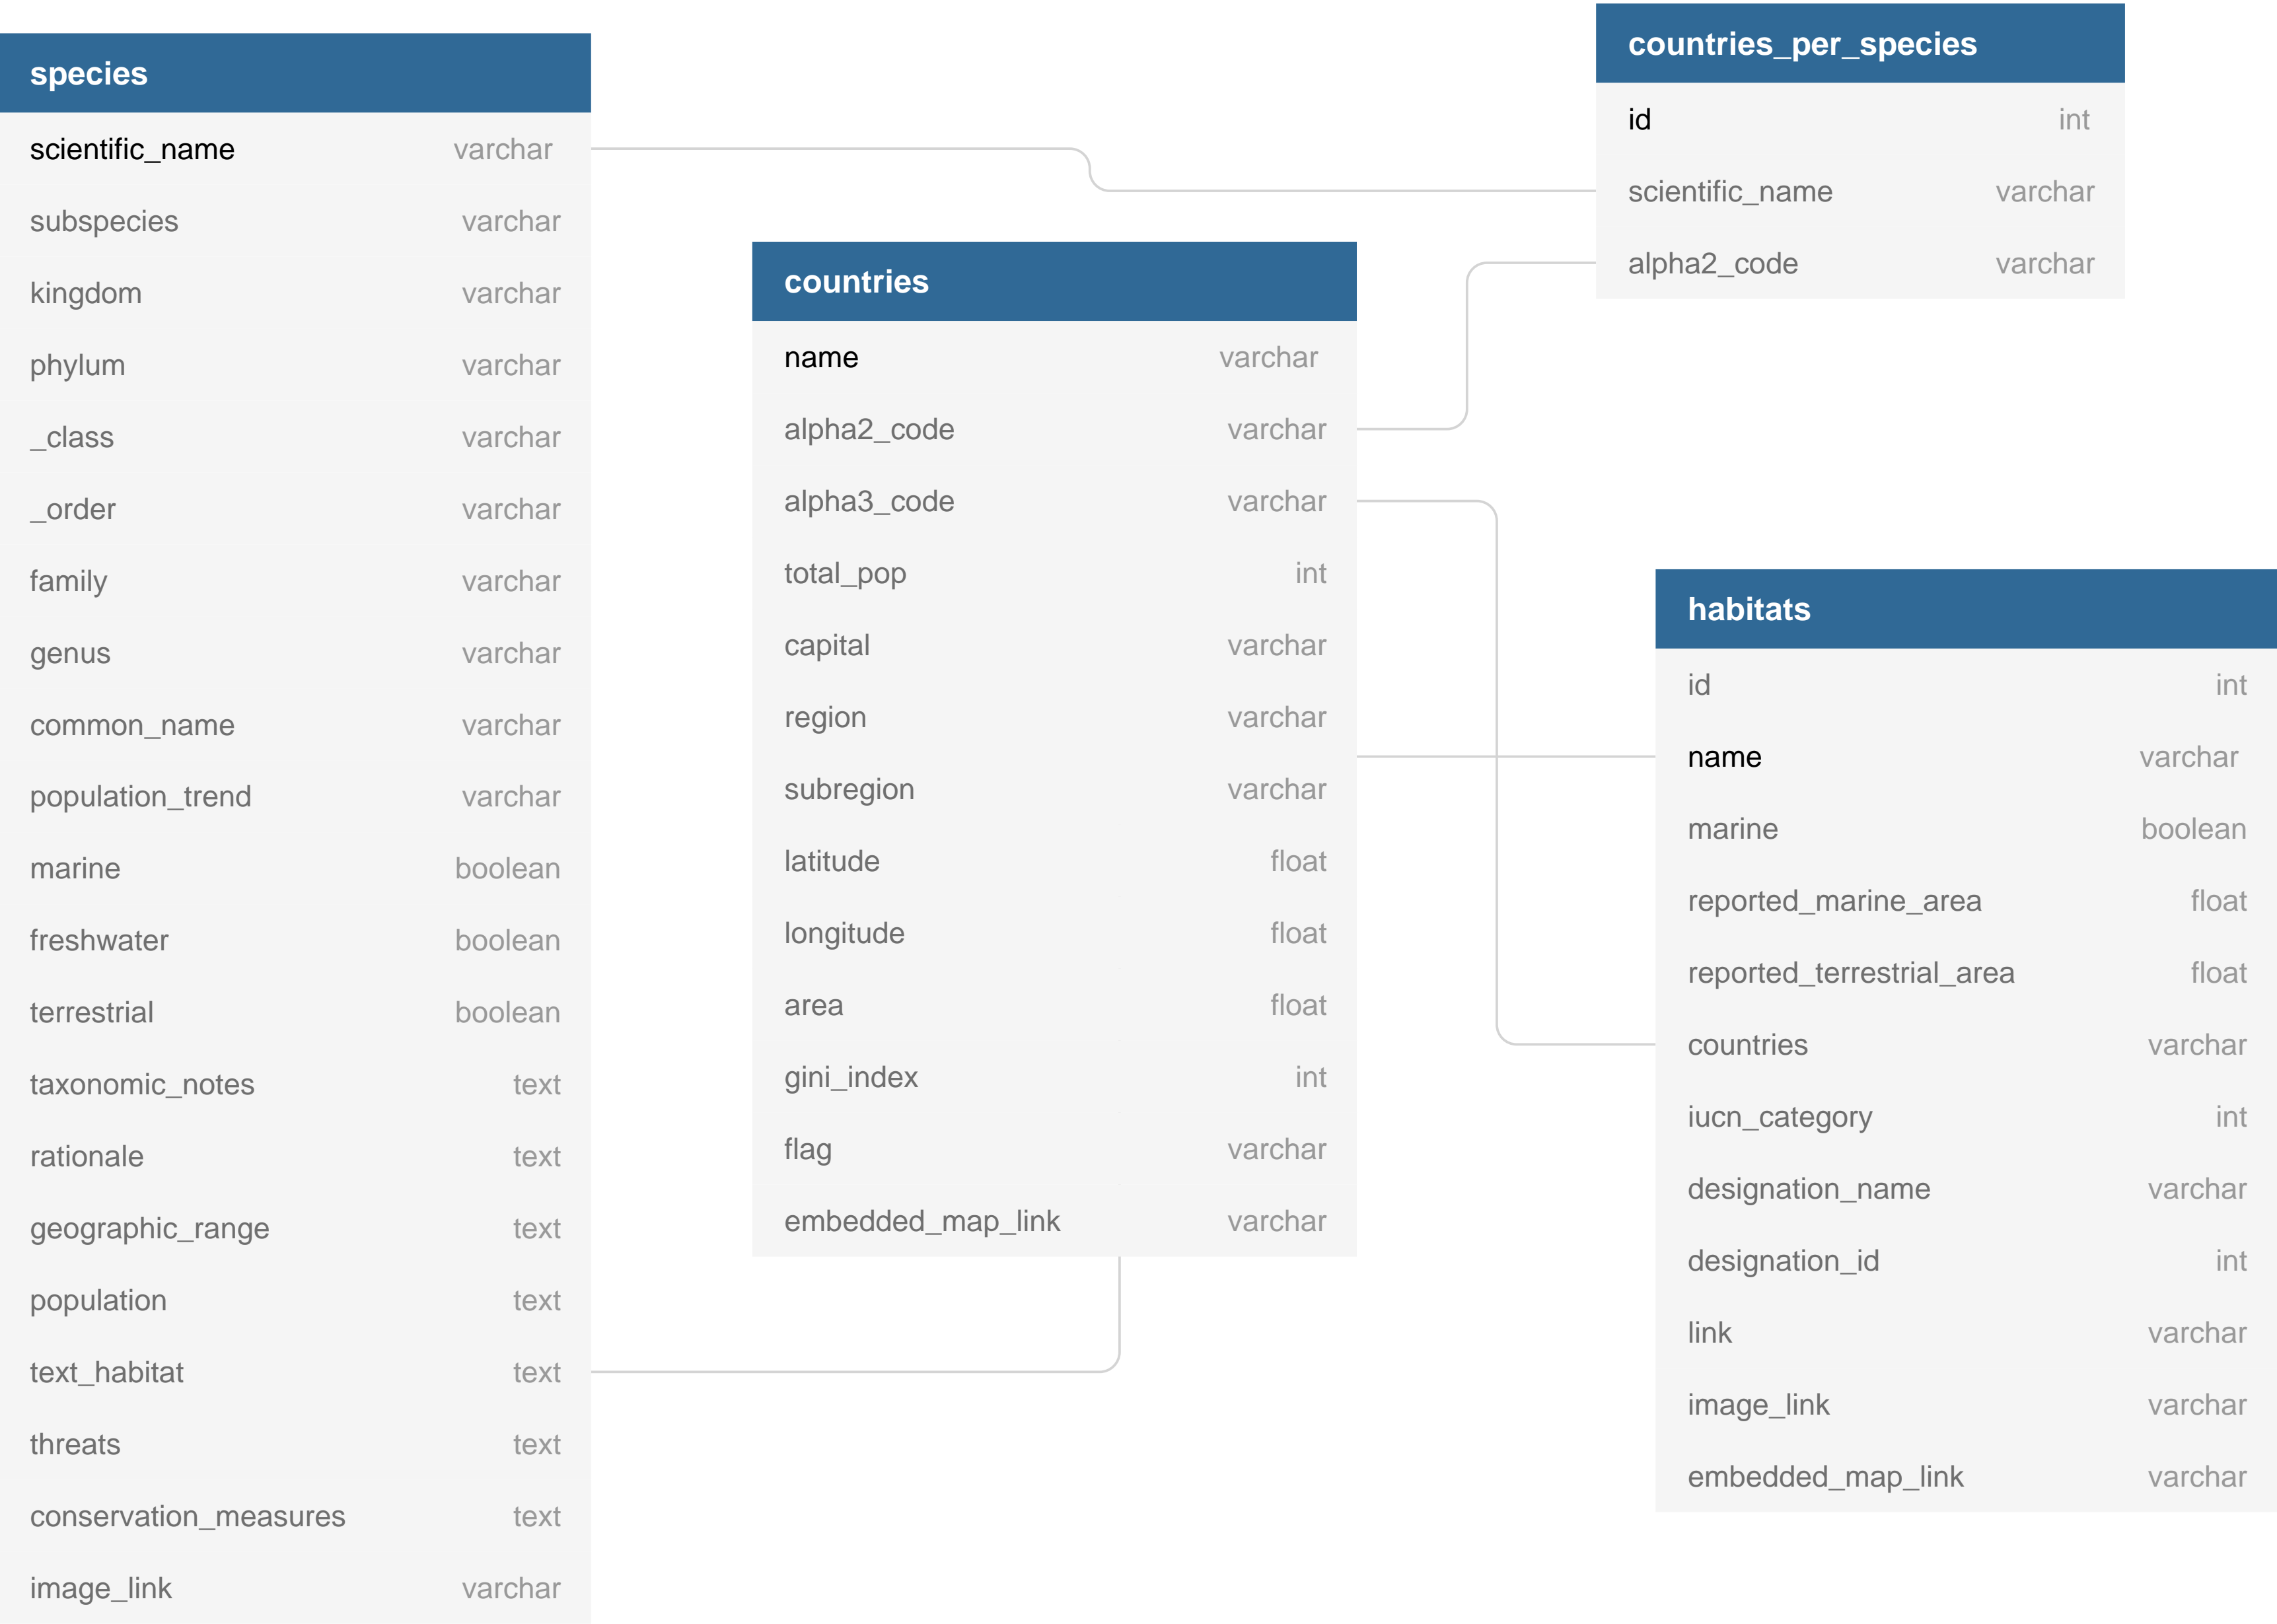 species
scientific_name varchar
subspecies varchar
kingdom varchar
phylum varchar
_class varchar
_order varchar
family varchar
genus varchar
common_name varchar
population_trend varchar
marine boolean
freshwater boolean
terrestrial boolean
taxonomic_notes text
rationale text
geographic_range text
population text
text_habitat text
threats text
conservation_measures text
image_link varchar
countries
name varchar
alpha2_code varchar
alpha3_code varchar
total_pop int
capital varchar
region varchar
subregion varchar
latitude float
longitude float
area float
gini_index int
flag varchar
embedded_map_link varchar
countries_per_species
id int
scientific_name varchar
alpha2_code varchar
habitats
id int
name varchar
marine boolean
reported_marine_area float
reported_terrestrial_area float
countries varchar
iucn_category int
designation_name varchar
designation_id int
link varchar
image_link varchar
embedded_map_link varchar